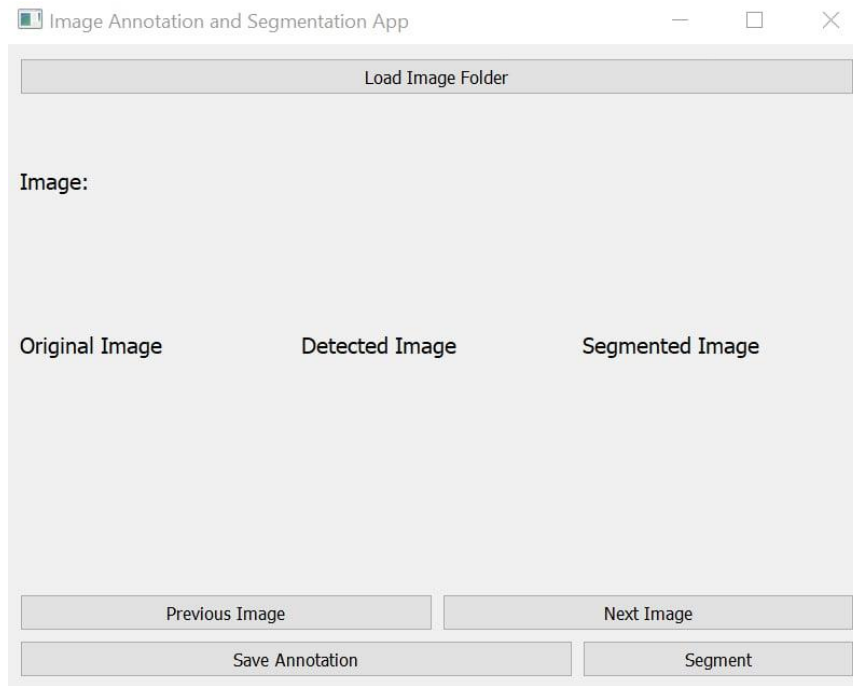 Image Annotation and Segmentation App
Load Image Folder
Image:
Original Image Detected Image Segmented Image
Previous Image Next Image
Save Annotation Segment